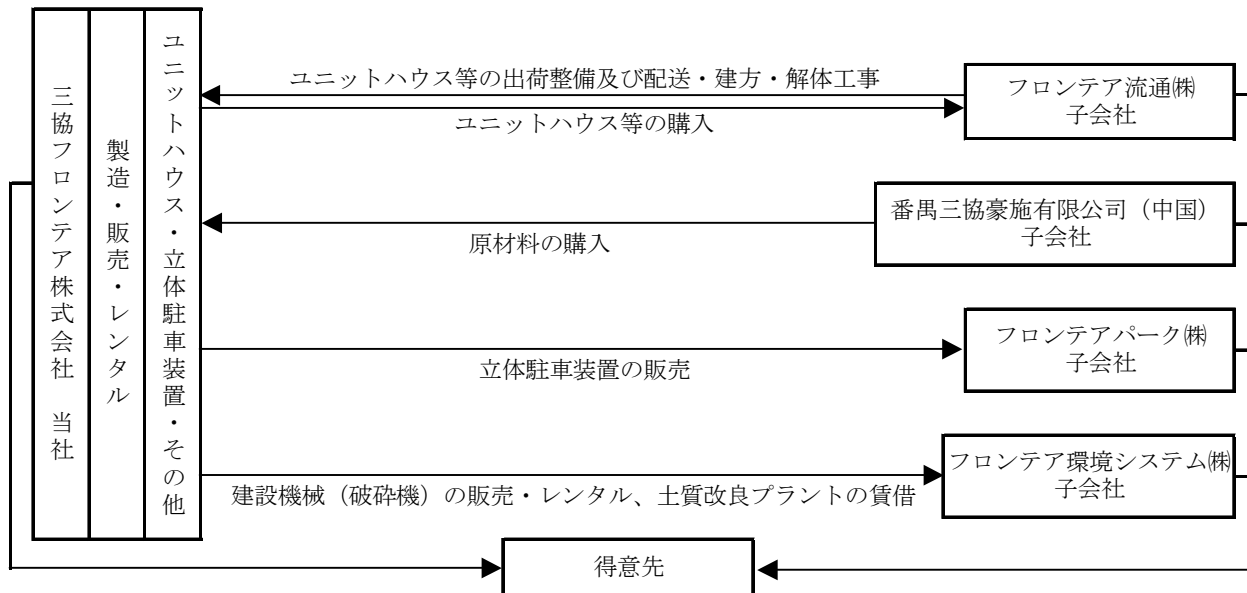 三協フロンテア株式会社 当社
製造・販売・レンタル
ユニットハウス・立体駐車装置・その他
ユニットハウス等の出荷整備及び配送・建方・解体工事
ユニットハウス等の購入
フロンテア流通㈱
子会社
原材料の購入
番禺三協豪施有限公司（中国）
子会社
立体駐車装置の販売
フロンテアパーク㈱
子会社
建設機械（破砕機）の販売・レンタル、土質改良プラントの賃借
フロンテア環境システム㈱
子会社
得意先